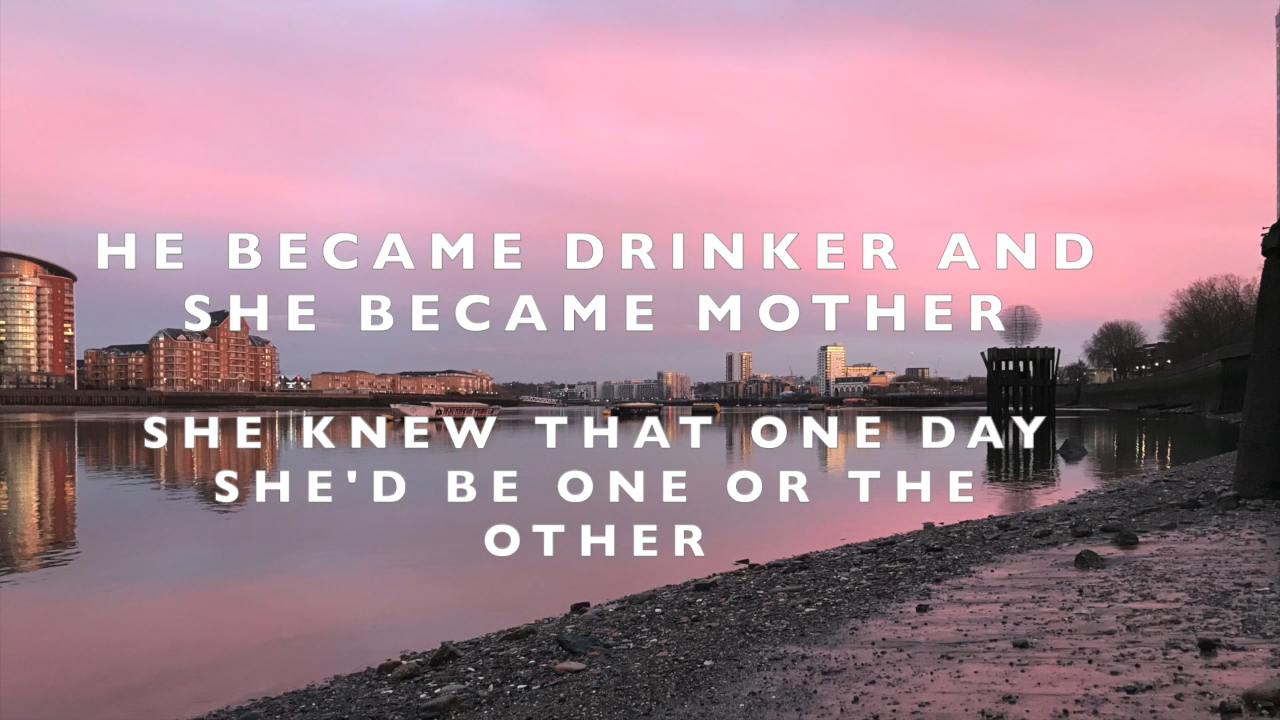 HE BECAME DRINKER AND
SHE BECAME MOTHER
SHE KNEW THAT ONE DAY
SHE'D BE ONE OR THE
OTHER